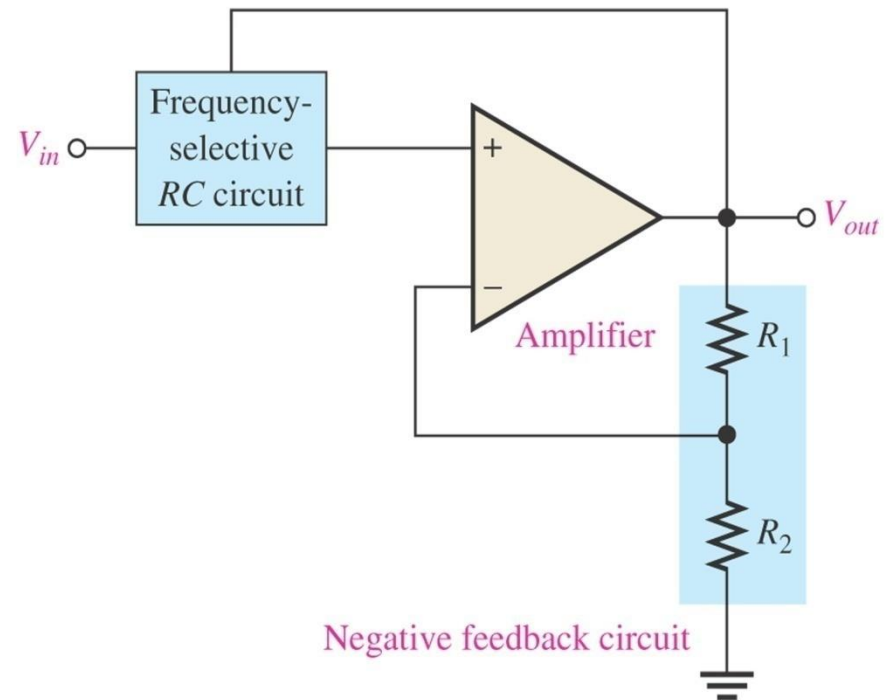 Frequency-
selective
RC circuit
V_in
+
V_out
−
Amplifier
R_1
R_2
Negative feedback circuit